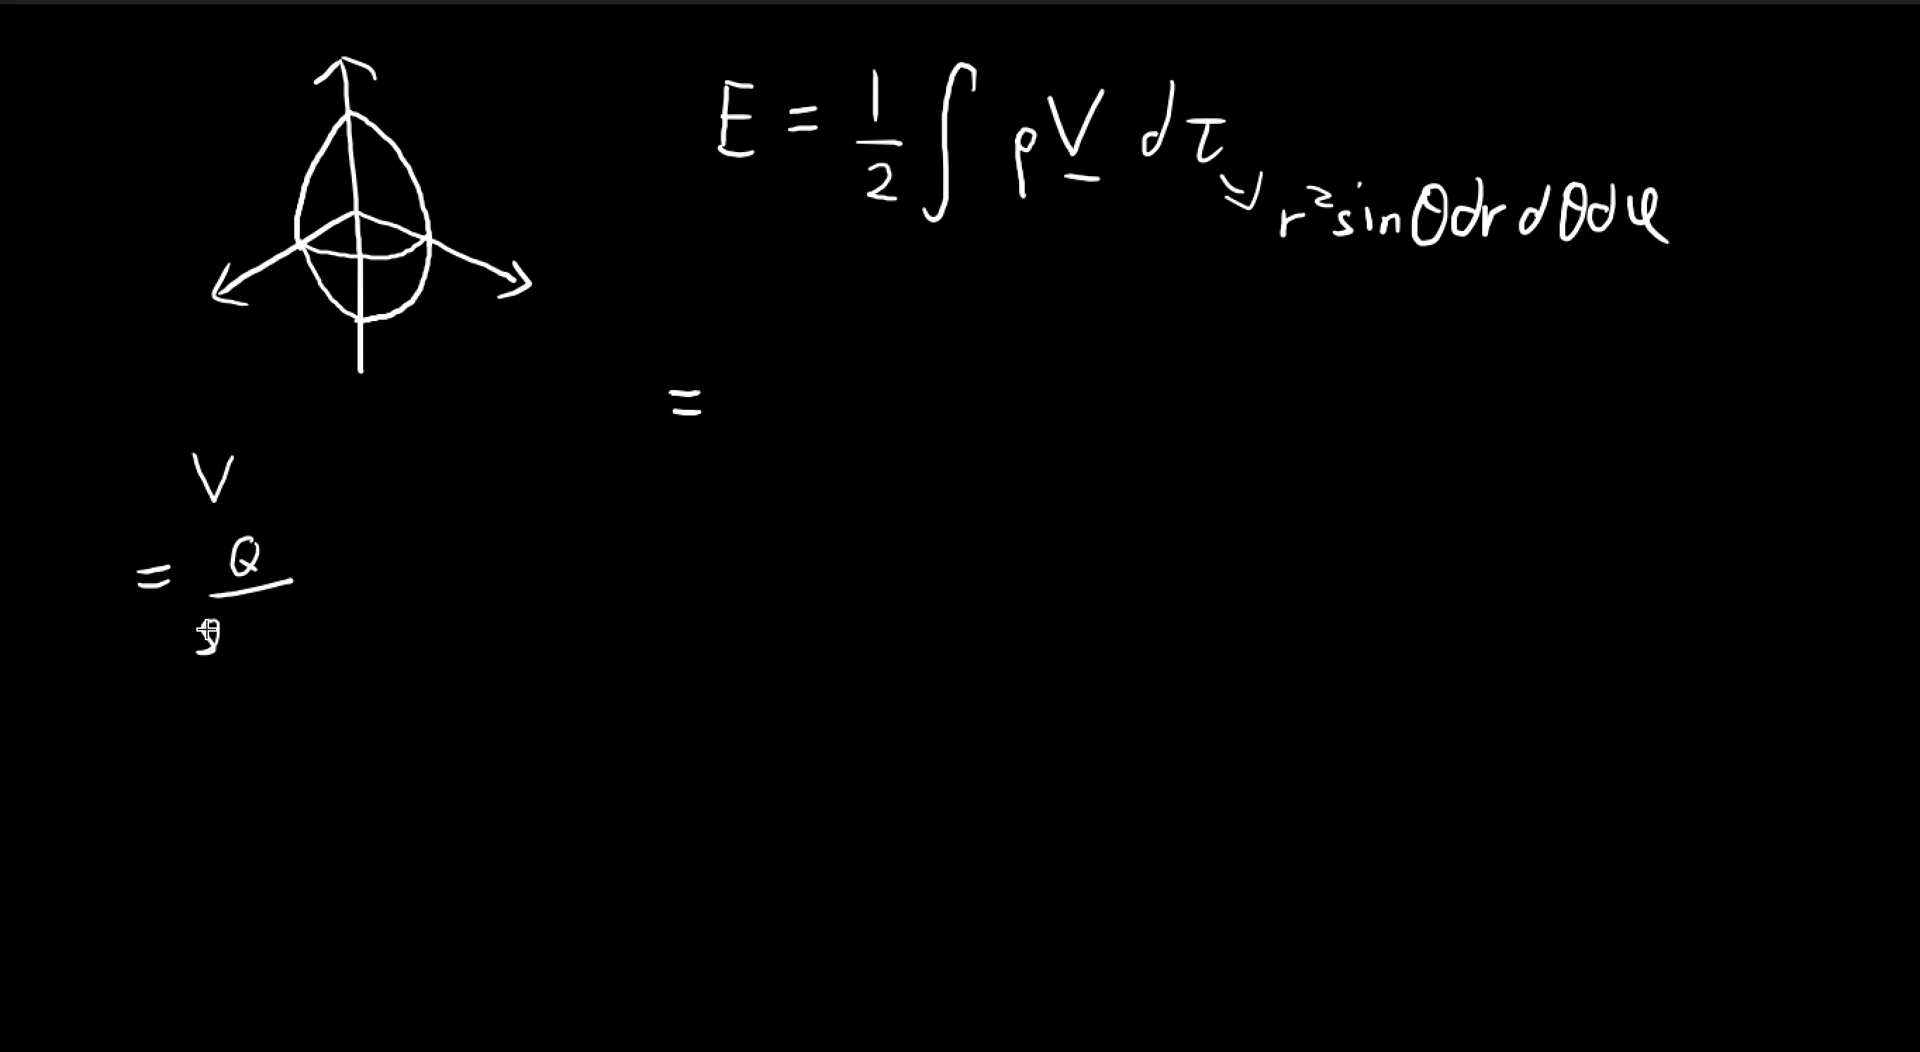 E = 1/2 ∫ ρV dτ
r²sinθdrdθdφ
=
V
= Q